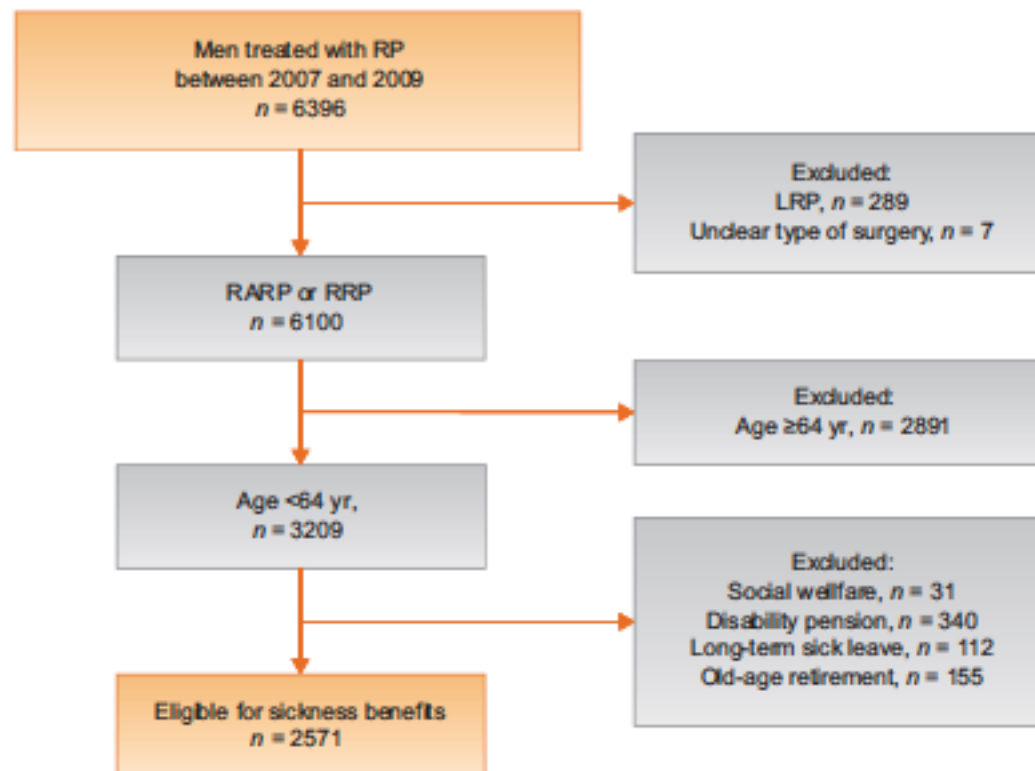 Men treated with RP
between 2007 and 2009
n = 6396
Excluded:
LRP, n = 289
Unclear type of surgery, n = 7
RARP or RRP
n = 6100
Excluded:
Age ≥64 yr, n = 2891
Age <64 yr,
n = 3209
Excluded:
Social wellfare, n = 31
Disability pension, n = 340
Long-term sick leave, n = 112
Old-age retirement, n = 155
Eligible for sickness benefits
n = 2571